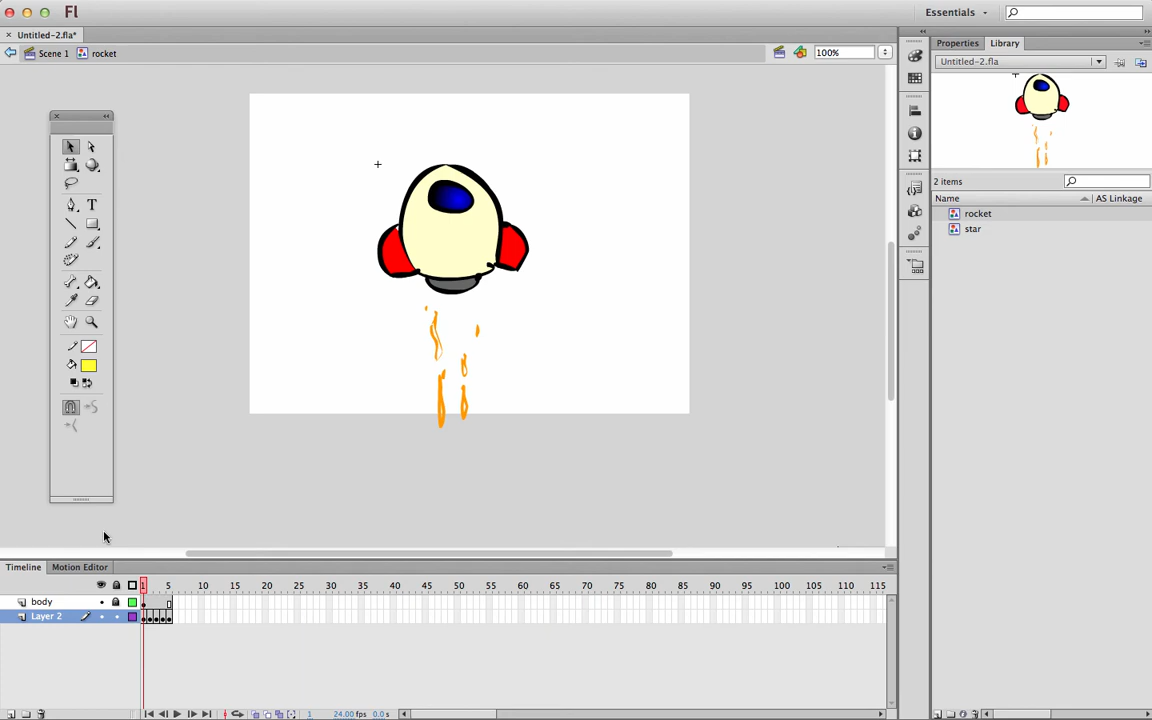 Fl
Essentials
Untitled-2.fla*
Scene 1
rocket
100%
Properties
Library
Untitled-2.fla
2 items
Name
AS Linkage
rocket
star
T
Timeline
Motion Editor
1 5 10 15 20 25 30 35 40 45 50 55 60 65 70 75 80 85 90 95 100 105 110 115
body
Layer 2
1 24.00 fps 0.0 s